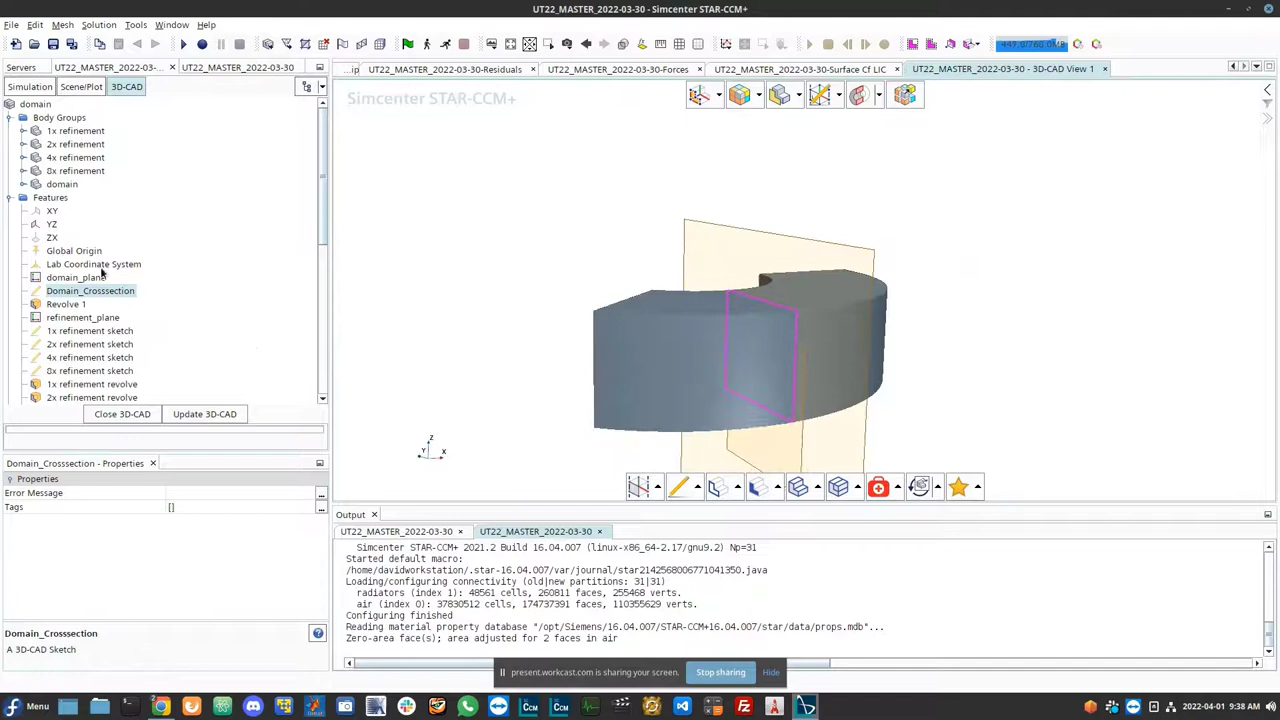 UT22_MASTER_2022-03-30 - Simcenter STAR-CCM+
File Edit Mesh Solution Tools Window Help
449.0/768.0MB
Servers UT22_MASTER_2022-03-... × UT22_MASTER_2022-03-30
...ip UT22_MASTER_2022-03-30-Residuals × UT22_MASTER_2022-03-30-Forces × UT22_MASTER_2022-03-30-Surface Cf LIC × UT22_MASTER_2022-03-30 - 3D-CAD View 1 ×
Simulation Scene/Plot 3D-CAD
Simcenter STAR-CCM+
domain
Body Groups
1x refinement
2x refinement
4x refinement
8x refinement
domain
Features
XY
YZ
ZX
Global Origin
Lab Coordinate System
domain_plane
Domain_Crosssection
Revolve 1
refinement_plane
1x refinement sketch
2x refinement sketch
4x refinement sketch
8x refinement sketch
1x refinement revolve
2x refinement revolve
Close 3D-CAD Update 3D-CAD
Z
Y X
Domain_Crosssection - Properties ×
Properties
Error Message ...
Tags [] ...
Domain_Crosssection
A 3D-CAD Sketch
Output ×
UT22_MASTER_2022-03-30 × UT22_MASTER_2022-03-30 ×
Simcenter STAR-CCM+ 2021.2 Build 16.04.007 (linux-x86_64-2.17/gnu9.2) Np=31
Started default macro:
/home/davidworkstation/.star-16.04.007/var/journal/star2142568006771041350.java
Loading/configuring connectivity (old|new partitions: 31|31)
radiators (index 1): 48561 cells, 260811 faces, 255468 verts.
air (index 0): 37830512 cells, 174737391 faces, 110355629 verts.
Configuring finished
Reading material property database "/opt/Siemens/16.04.007/STAR-CCM+16.04.007/star/data/props.mdb"...
Zero-area face(s); area adjusted for 2 faces in air
present.workcast.com is sharing your screen. Stop sharing Hide
Menu 2022-04-01 9:38 AM